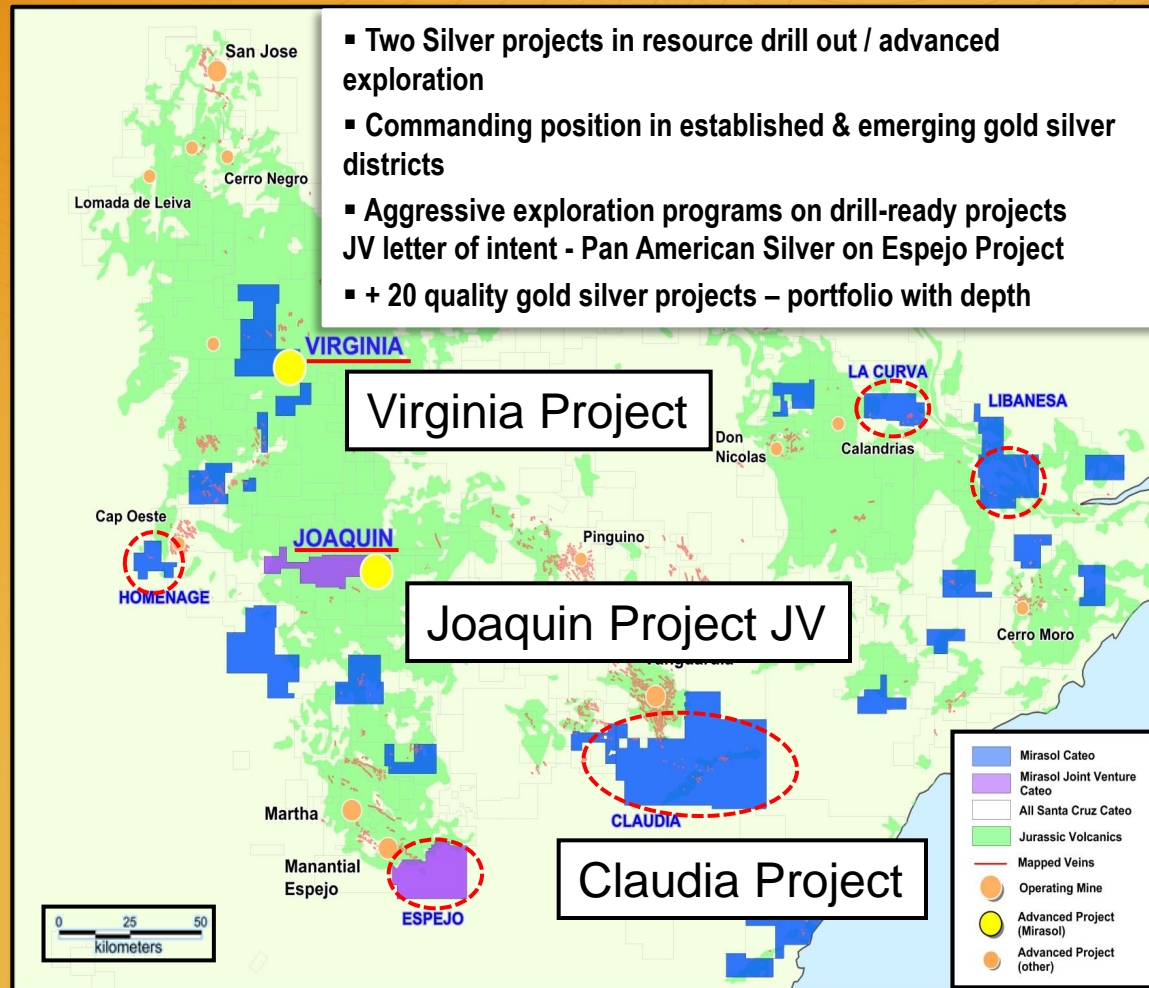 San Jose
▪ Two Silver projects in resource drill out / advanced
exploration
▪ Commanding position in established & emerging gold silver
districts
▪ Aggressive exploration programs on drill-ready projects
JV letter of intent - Pan American Silver on Espejo Project
▪ + 20 quality gold silver projects – portfolio with depth
Cerro Negro
Lomada de Leiva
VIRGINIA
Virginia Project
LA CURVA
LIBANESA
Don
Nicolas
Calandrias
Cap Oeste
JOAQUIN
Pinguino
HOMENAGE
Joaquin Project JV
Cerro Moro
Martha
CLAUDIA
Manantial
Espejo
Claudia Project
ESPEJO
0 25 50
kilometers
Mirasol Cateo
Mirasol Joint Venture
Cateo
All Santa Cruz Cateo
Jurassic Volcanics
Mapped Veins
Operating Mine
Advanced Project
(Mirasol)
Advanced Project
(other)